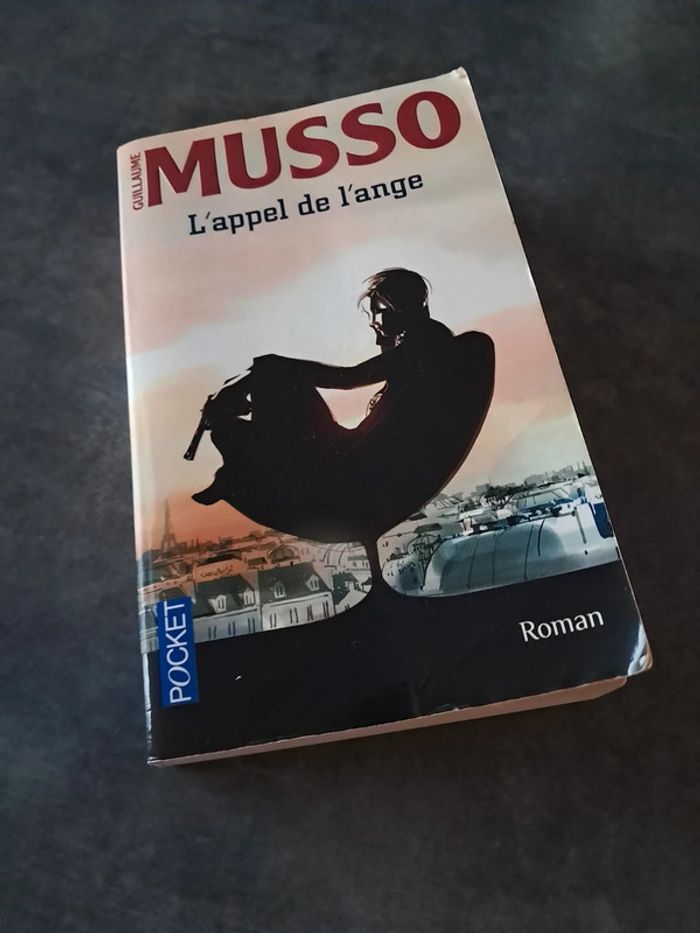 GUILLAUME
MUSSO
L'appel de l'ange
Roman
POCKET